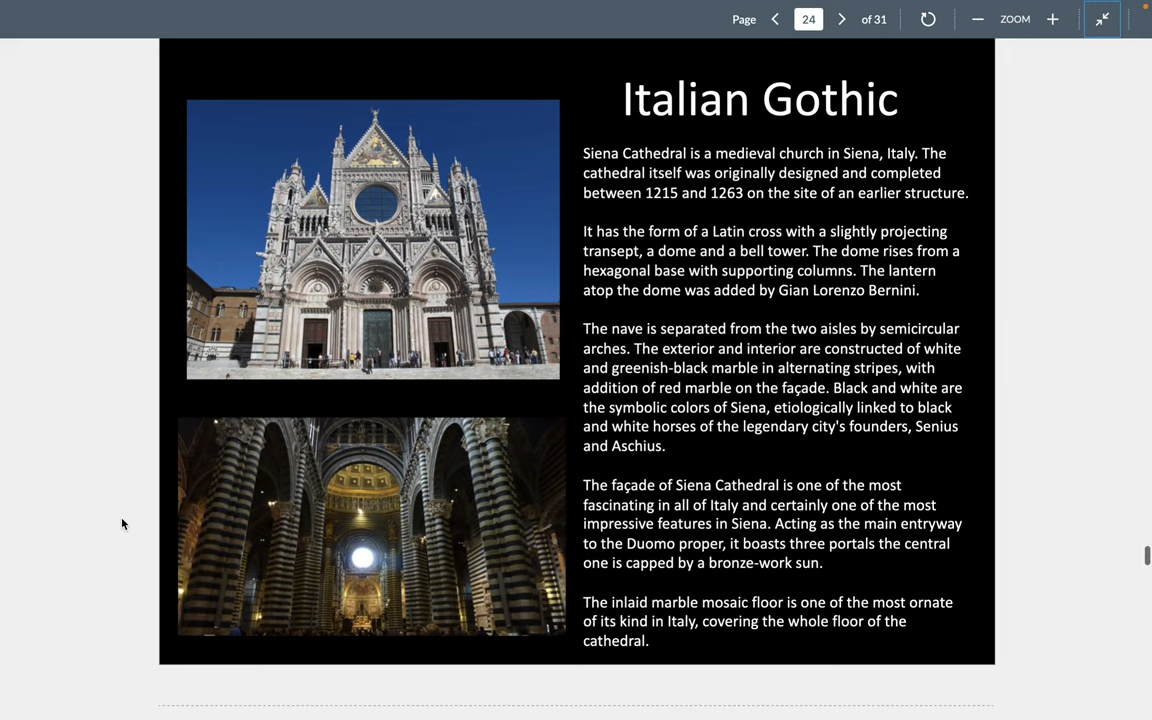 Page 24 of 31 ZOOM
Italian Gothic
Siena Cathedral is a medieval church in Siena, Italy. The
cathedral itself was originally designed and completed
between 1215 and 1263 on the site of an earlier structure.
It has the form of a Latin cross with a slightly projecting
transept, a dome and a bell tower. The dome rises from a
hexagonal base with supporting columns. The lantern
atop the dome was added by Gian Lorenzo Bernini.
The nave is separated from the two aisles by semicircular
arches. The exterior and interior are constructed of white
and greenish-black marble in alternating stripes, with
addition of red marble on the façade. Black and white are
the symbolic colors of Siena, etiologically linked to black
and white horses of the legendary city's founders, Senius
and Aschius.
The façade of Siena Cathedral is one of the most
fascinating in all of Italy and certainly one of the most
impressive features in Siena. Acting as the main entryway
to the Duomo proper, it boasts three portals the central
one is capped by a bronze-work sun.
The inlaid marble mosaic floor is one of the most ornate
of its kind in Italy, covering the whole floor of the
cathedral.